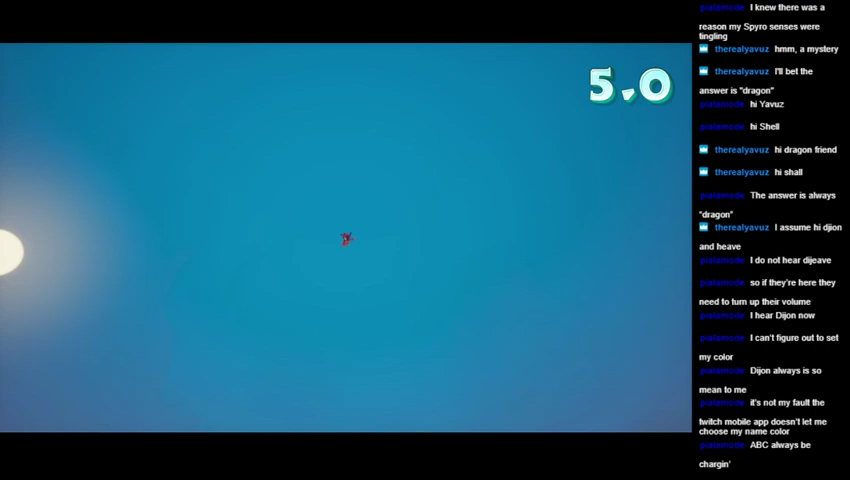 pialamode I knew there was a
reason my Spyro senses were
tingling
therealyavuz hmm, a mystery
therealyavuz I'll bet the
answer is "dragon"
pialamode hi Yavuz
pialamode hi Shell
therealyavuz hi dragon friend
therealyavuz hi shall
pialamode The answer is always
"dragon"
therealyavuz I assume hi djion
and heave
pialamode I do not hear dijeave
pialamode so if they're here they
need to turn up their volume
pialamode I hear Dijon now
pialamode I can't figure out to set
my color
pialamode Dijon always is so
mean to me
pialamode it's not my fault the
twitch mobile app doesn't let me
choose my name color
pialamode ABC always be
chargin'
5,0